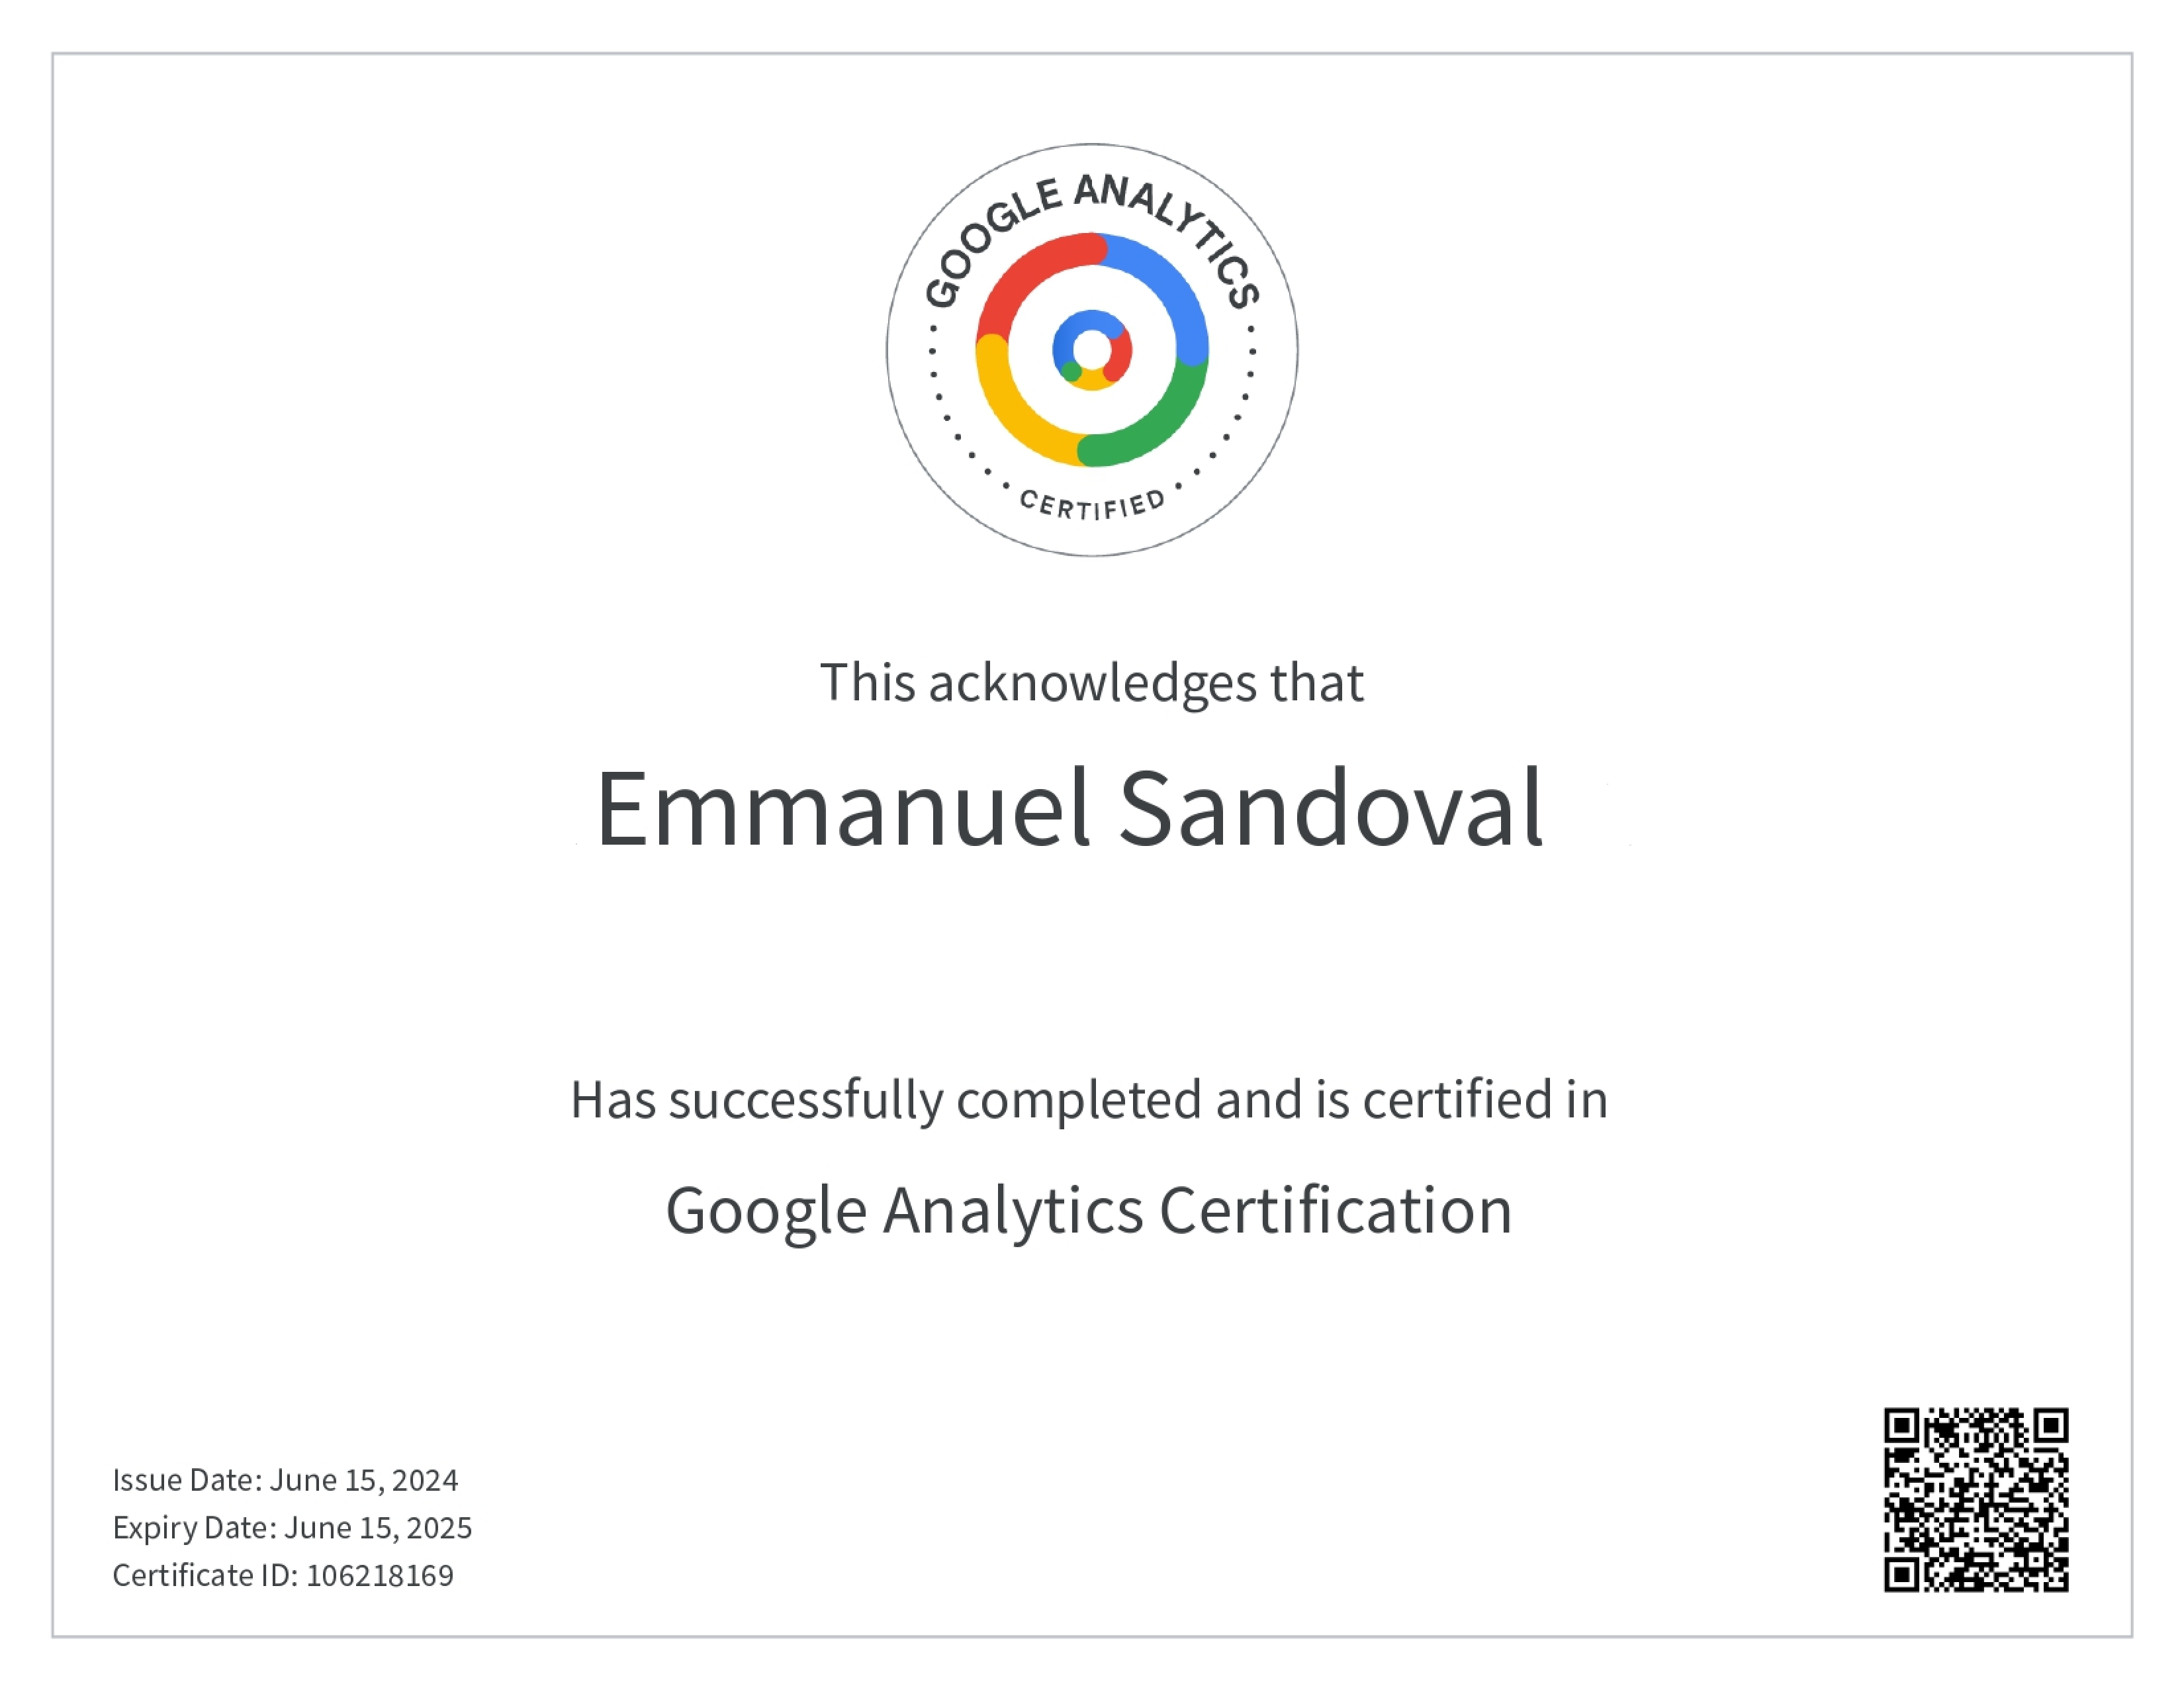 GOOGLE ANALYTICS
CERTIFIED
This acknowledges that
Emmanuel Sandoval
Has successfully completed and is certified in
Google Analytics Certification
Issue Date: June 15, 2024
Expiry Date: June 15, 2025
Certificate ID: 106218169